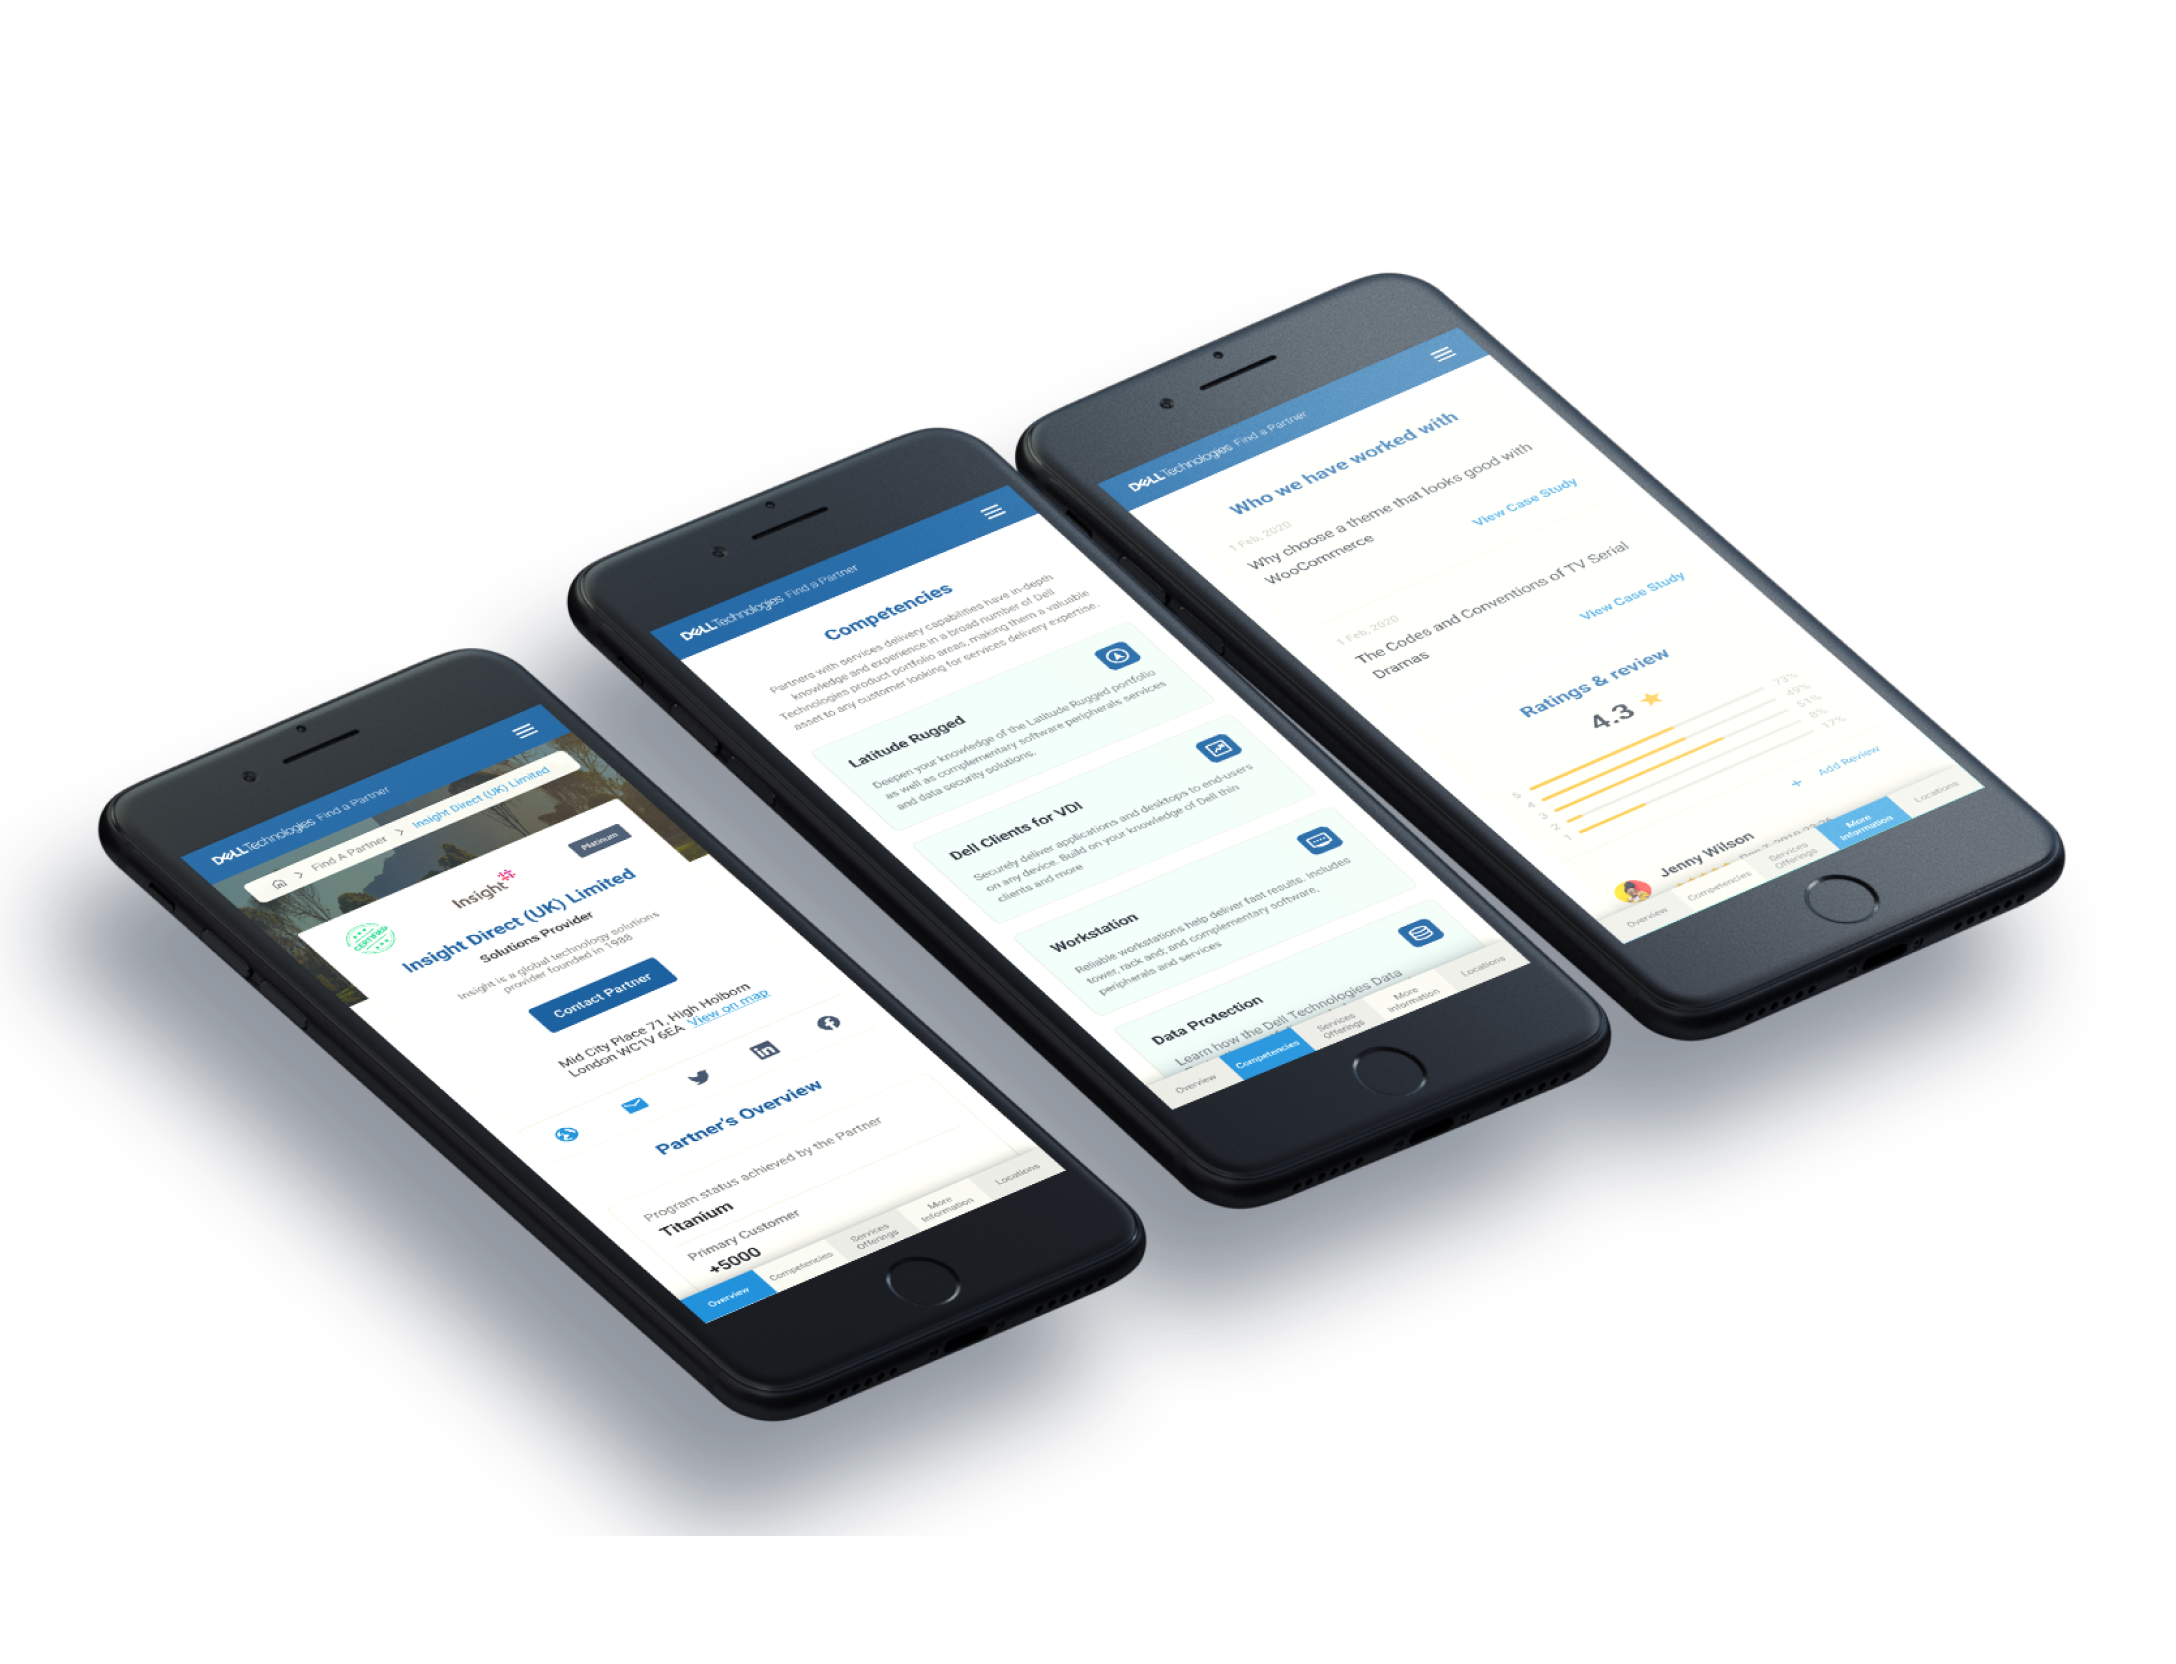 DELLTechnologies Find a Partner
Find A Partner > Insight Direct (UK) Limited
Platinum
Insight
CERTIFIED
Insight Direct (UK) Limited
Solutions Provider
Insight is a global technology solutions
provider founded in 1988
Contact Partner
Mid City Place 71, High Holborn
London WC1V 6EA View on map
Partner's Overview
Program status achieved by the Partner
Titanium
Primary Customer
+5000
Overview
Competencies
Services
Offerings
More
Information
Locations
DELLTechnologies Find a Partner
Competencies
Partners with services delivery capabilities have in-depth
knowledge and experience in a broad number of Dell
Technologies product portfolio areas, making them a valuable
asset to any customer looking for services delivery expertise.
Latitude Rugged
Deepen your knowledge of the Latitude Rugged portfolio
as well as complementary software peripherals services
and data security solutions.
Dell Clients for VDI
Securely deliver applications and desktops to end-users
on any device. Build on your knowledge of Dell thin
clients and more
Workstation
Reliable workstations help deliver fast results. Includes
tower, rack and, and complementary software,
peripherals and services
Data Protection
Learn how the Dell Technologies Data
Overview
Competencies
Services
Offerings
More
Information
Locations
DELLTechnologies Find a Partner
Who we have worked with
1 Feb, 2020
Why choose a theme that looks good with
WooCommerce
View Case Study
1 Feb, 2020
The Codes and Conventions of TV Serial
Dramas
View Case Study
Ratings & review
4.3
5 73%
4 49%
3 51%
2 8%
1 17%
+ Add Review
Jenny Wilson
Overview
Competencies
Services
Offerings
More
Information
Locations